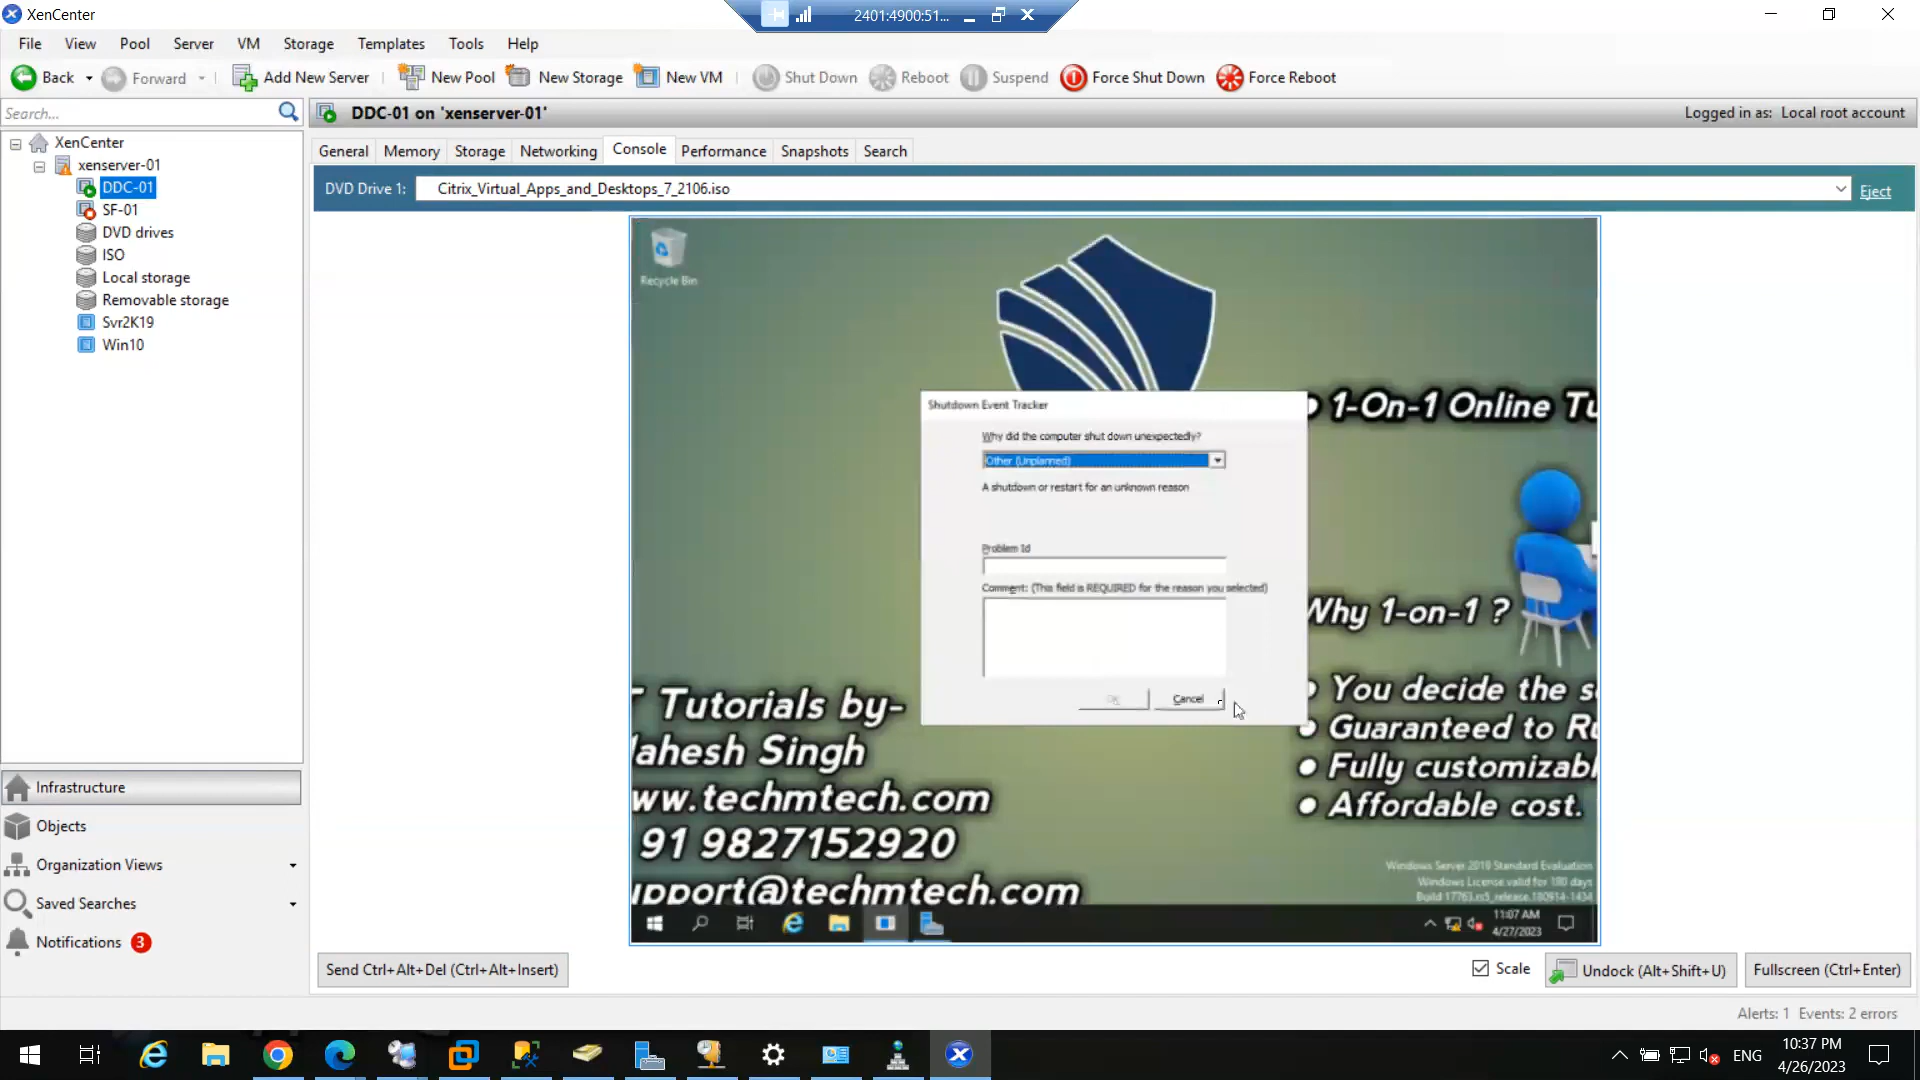 XenCenter
2401:4900:51...
File View Pool Server VM Storage Templates Tools Help
Back Forward Add New Server New Pool New Storage New VM Shut Down Reboot Suspend Force Shut Down Force Reboot
Search...
DDC-01 on 'xenserver-01'
Logged in as: Local root account
XenCenter
xenserver-01
DDC-01
SF-01
DVD drives
ISO
Local storage
Removable storage
Svr2K19
Win10
General Memory Storage Networking Console Performance Snapshots Search
DVD Drive 1: Citrix_Virtual_Apps_and_Desktops_7_2106.iso Eject
Recycle Bin
Shutdown Event Tracker
Why did the computer shut down unexpectedly?
Other (Unplanned)
A shutdown or restart for an unknown reason
Problem Id
Comment: (This field is REQUIRED for the reason you selected)
OK Cancel
1-On-1 Online Tu
Why 1-on-1 ?
You decide the s
Guaranteed to Ru
Fully customizabl
Affordable cost.
T Tutorials by-
ahesh Singh
ww.techmtech.com
91 9827152920
upport@techmtech.com
Windows Server 2019 Standard Evaluation
Windows License valid for 180 days
Build 17763.rs5_release.180914-1434
11:07 AM
4/27/2023
Infrastructure
Objects
Organization Views
Saved Searches
Notifications 3
Send Ctrl+Alt+Del (Ctrl+Alt+Insert)
Scale Undock (Alt+Shift+U) Fullscreen (Ctrl+Enter)
Alerts: 1 Events: 2 errors
ENG
10:37 PM
4/26/2023